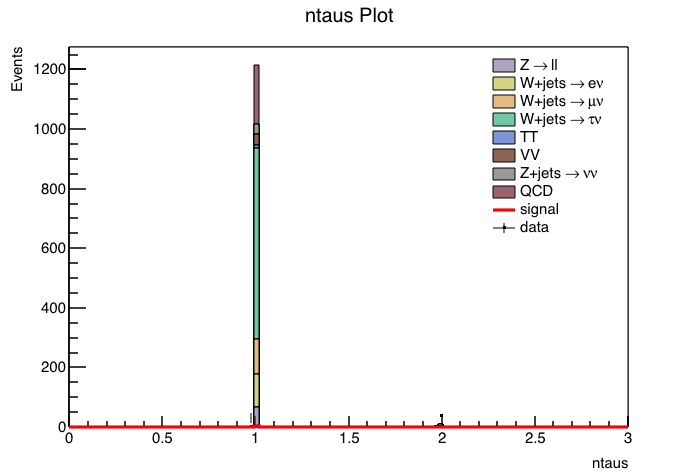 ntaus Plot
Events
1200
1000
800
600
400
200
0
0 0.5 1 1.5 2 2.5 3
ntaus
Z → ll
W+jets → eν
W+jets → μν
W+jets → τν
TT
VV
Z+jets → νν
QCD
signal
data